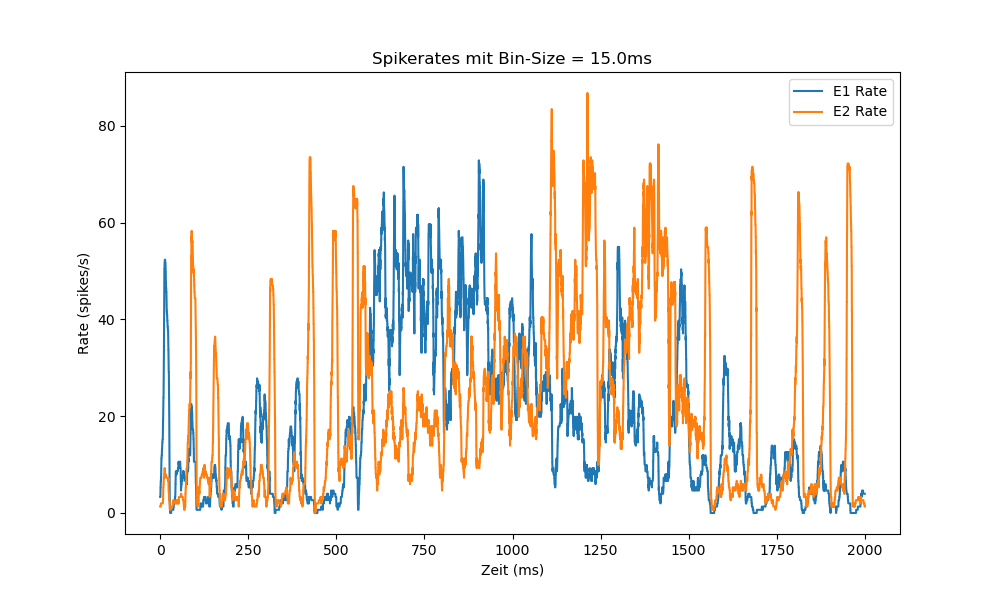 Spikerates mit Bin-Size = 15.0ms
E1 Rate
E2 Rate
80
60
40
20
0
Rate (spikes/s)
0 250 500 750 1000 1250 1500 1750 2000
Zeit (ms)